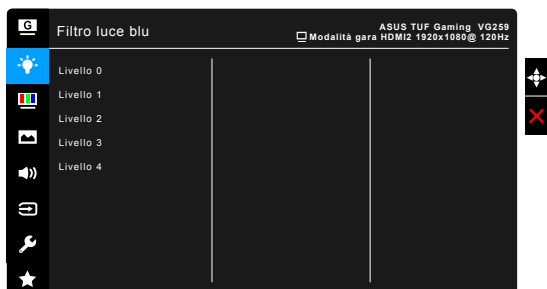 G
Filtro luce blu
ASUS TUF Gaming VG259
Modalità gara HDMI2 1920x1080@ 120Hz
Livello 0
Livello 1
Livello 2
Livello 3
Livello 4